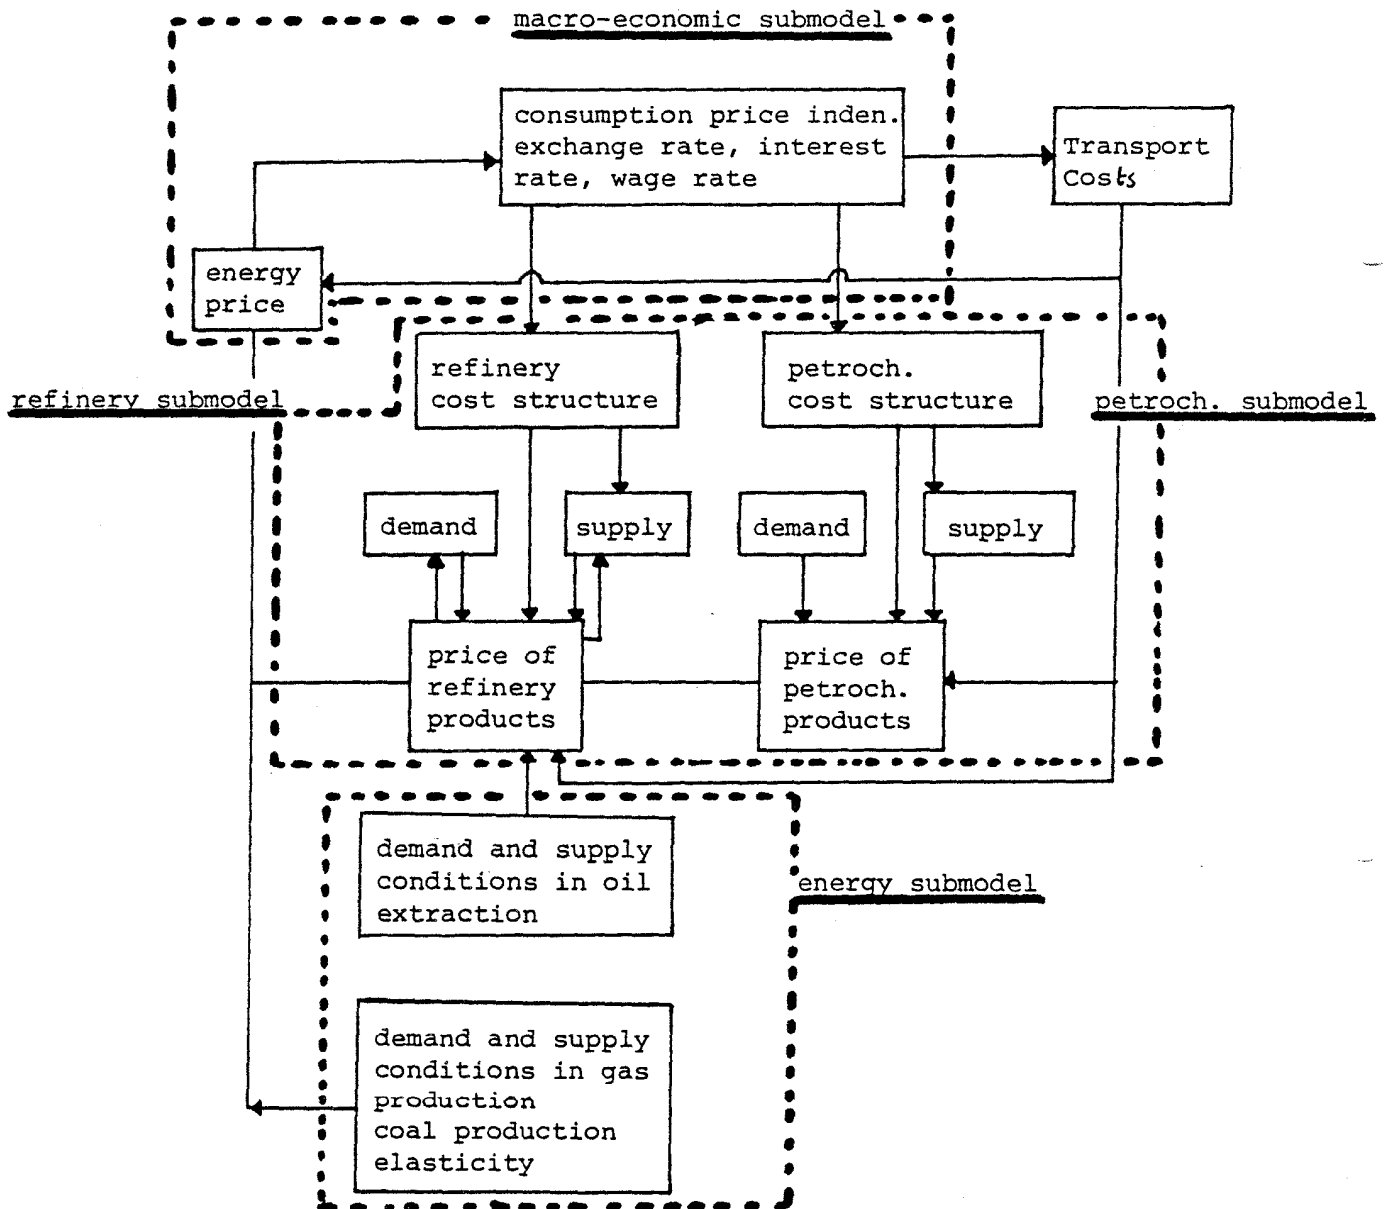 macro-economic submodel
consumption price inden.
exchange rate, interest
rate, wage rate
Transport
Costs
energy
price
refinery submodel
refinery
cost structure
petroch.
cost structure
petroch. submodel
demand
supply
demand
supply
price of
refinery
products
price of
petroch.
products
demand and supply
conditions in oil
extraction
energy submodel
demand and supply
conditions in gas
production
coal production
elasticity